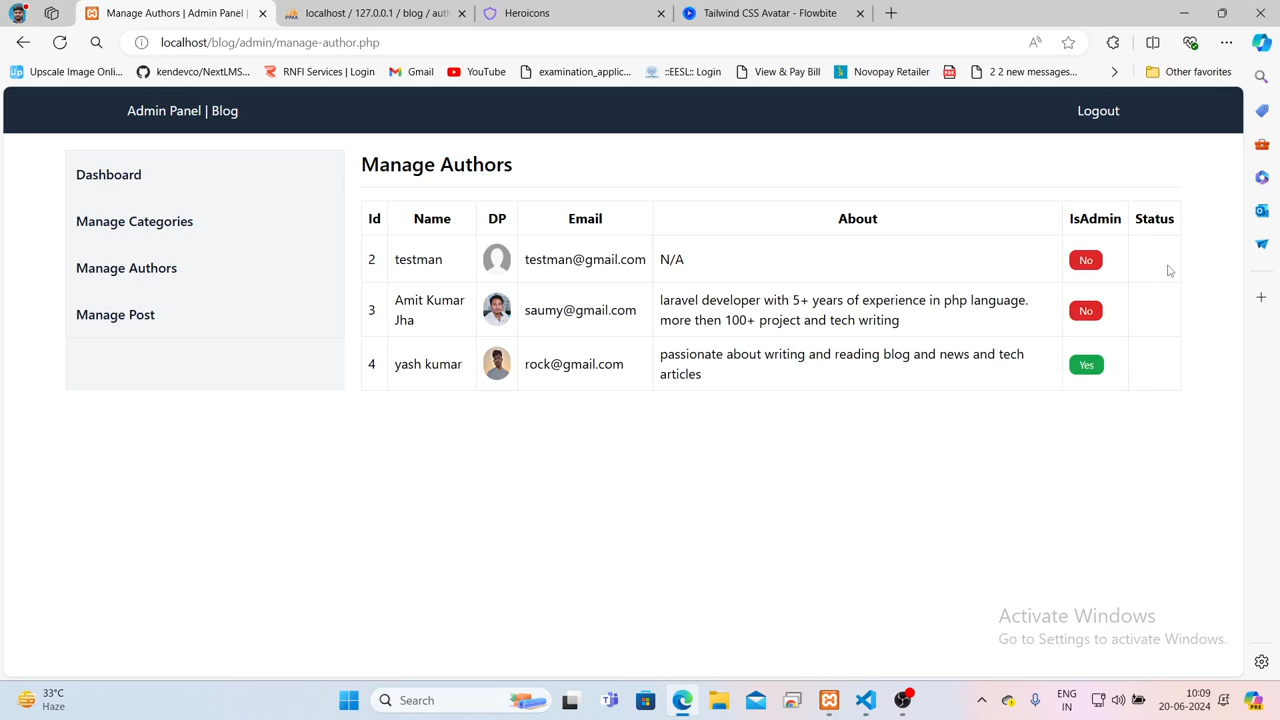 Manage Authors | Admin Panel |
localhost / 127.0.0.1 / blog / aut
Heroicons
Tailwind CSS Avatar - Flowbite
localhost/blog/admin/manage-author.php
Upscale Image Onli...
kendevco/NextLMS...
RNFI Services | Login
Gmail
YouTube
examination_applic...
::EESL:: Login
View & Pay Bill
Novopay Retailer
2 2 new messages...
Other favorites
Admin Panel | Blog
Logout
Dashboard
Manage Categories
Manage Authors
Manage Post
Manage Authors
Id Name DP Email About IsAdmin Status
2 testman testman@gmail.com N/A No
3 Amit Kumar Jha saumy@gmail.com laravel developer with 5+ years of experience in php language.
more then 100+ project and tech writing No
4 yash kumar rock@gmail.com passionate about writing and reading blog and news and tech
articles Yes
Activate Windows
Go to Settings to activate Windows.
33°C
Haze
Search
ENG
IN
10:09
20-06-2024